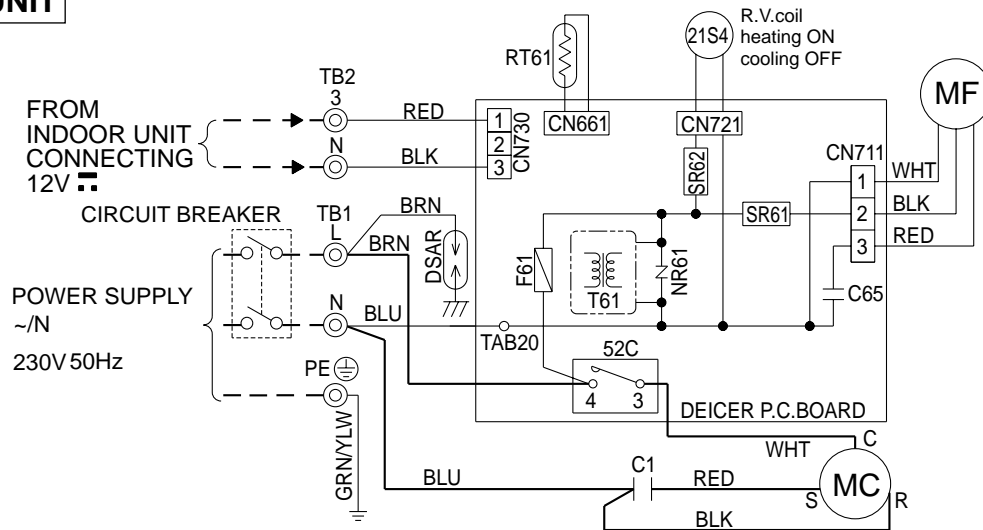 UNIT
R.V.coil
heating ON
cooling OFF
21S4
RT61
MF
TB2
3
RED
FROM
INDOOR UNIT
CONNECTING
12V
N
BLK
1
2
3
CN730
CN661
CN721
SR62
CN711
1
2
3
WHT
BLK
RED
CIRCUIT BREAKER
TB1
L
BRN
BRN
DSAR
F61
T61
NR61
SR61
C65
POWER SUPPLY
~/N
230V 50Hz
N
BLU
TAB20
52C
4
3
PE
GRN/YLW
DEICER P.C.BOARD
WHT
C
BLU
C1
RED
S
MC
R
BLK